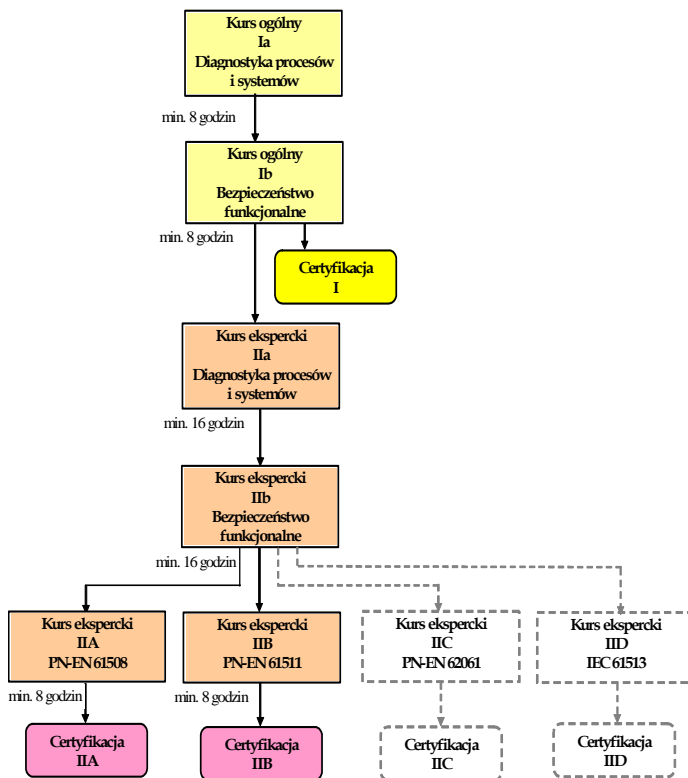 Kurs ogólny
Ia
Diagnostyka procesów
i systemów
min. 8 godzin
Kurs ogólny
Ib
Bezpieczeństwo
funkcjonalne
min. 8 godzin
Certyfikacja
I
Kurs ekspercki
IIa
Diagnostyka procesów
i systemów
min. 16 godzin
Kurs ekspercki
IIb
Bezpieczeństwo
funkcjonalne
min. 16 godzin
Kurs ekspercki
IIA
PN-EN 61508
Kurs ekspercki
IIB
PN-EN 61511
Kurs ekspercki
IIC
PN-EN 62061
Kurs ekspercki
IID
IEC 61513
min. 8 godzin
min. 8 godzin
Certyfikacja
IIA
Certyfikacja
IIB
Certyfikacja
IIC
Certyfikacja
IID